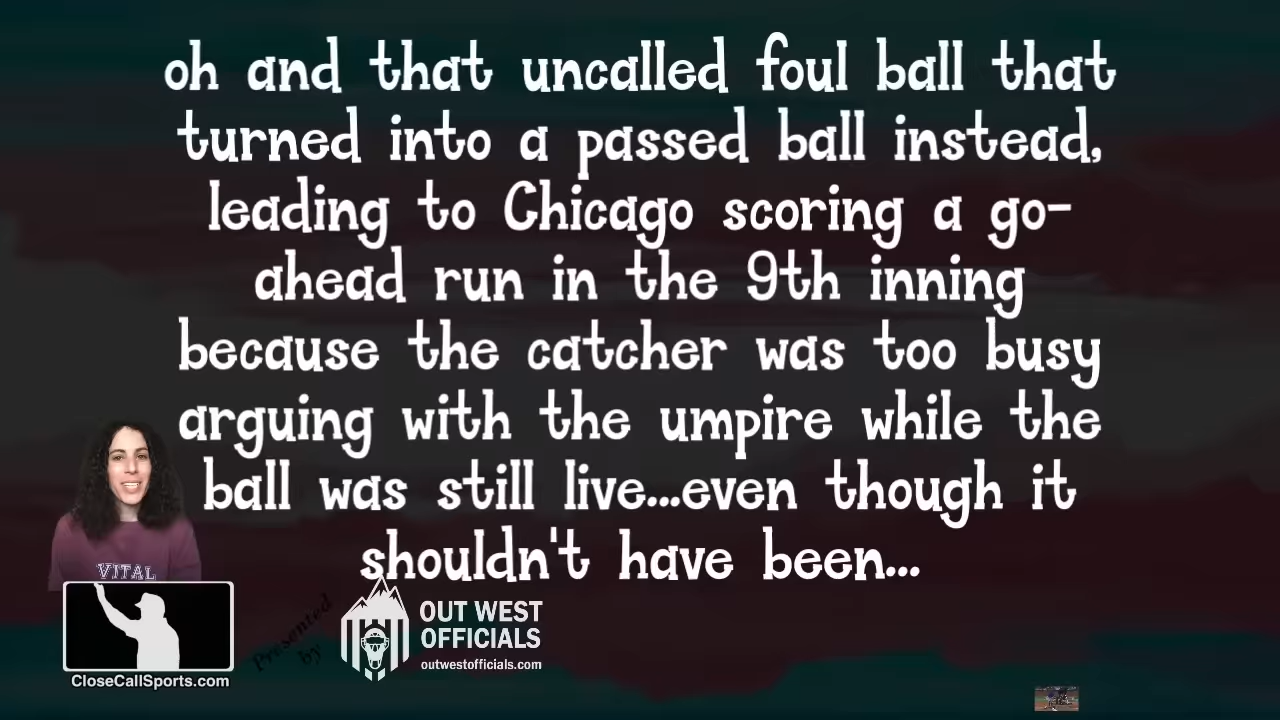 oh and that uncalled foul ball that
turned into a passed ball instead,
leading to Chicago scoring a go-
ahead run in the 9th inning
because the catcher was too busy
arguing with the umpire while the
ball was still live...even though it
shouldn't have been...
VITAL
Presented
by
OUT WEST
OFFICIALS
outwestofficials.com
CloseCallSports.com